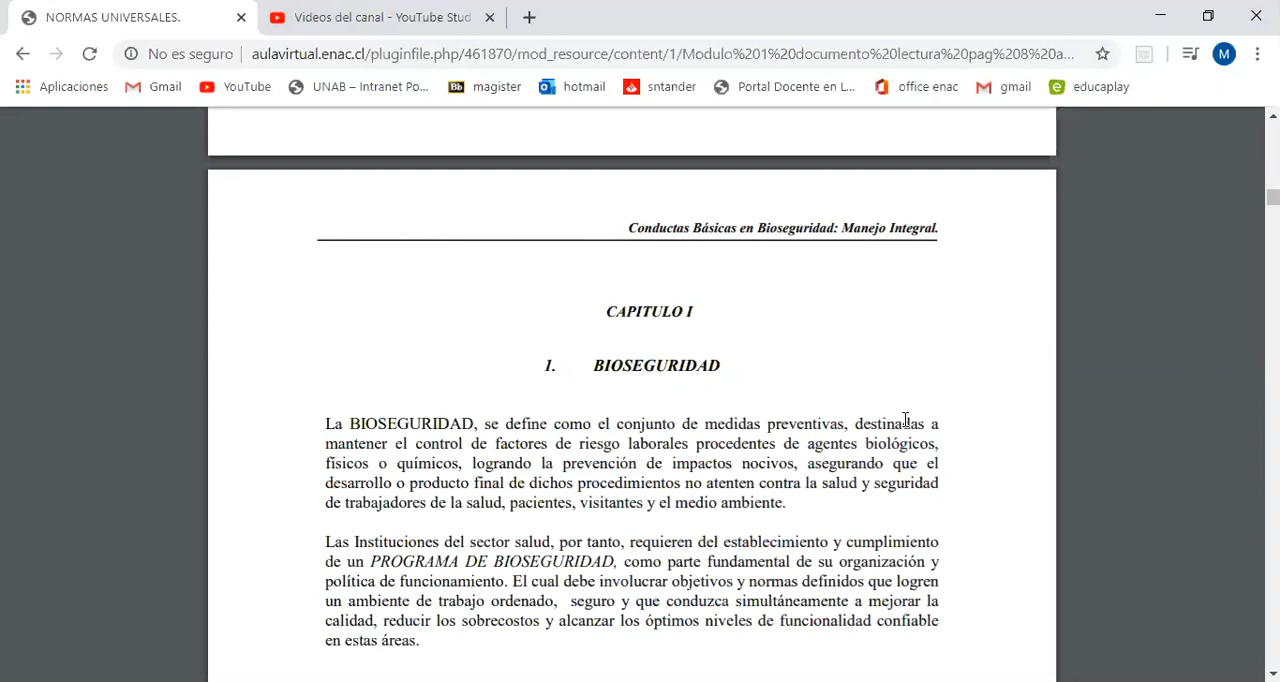 NORMAS UNIVERSALES.
Videos del canal - YouTube Stud
No es seguro
aulavirtual.enac.cl/pluginfile.php/461970/mod_resource/content/1/Modulo%201%20documento%20lectura%20pag%208%20a...
M
Aplicaciones
Gmail
YouTube
UNAB – Intranet Po...
Bb magister
hotmail
sntander
Portal Docente en L...
office enac
gmail
educaplay
Conductas Básicas en Bioseguridad: Manejo Integral.
CAPITULO I
1. BIOSEGURIDAD
La BIOSEGURIDAD, se define como el conjunto de medidas preventivas, destinadas a
mantener el control de factores de riesgo laborales procedentes de agentes biológicos,
físicos o químicos, logrando la prevención de impactos nocivos, asegurando que el
desarrollo o producto final de dichos procedimientos no atenten contra la salud y seguridad
de trabajadores de la salud, pacientes, visitantes y el medio ambiente.
Las Instituciones del sector salud, por tanto, requieren del establecimiento y cumplimiento
de un PROGRAMA DE BIOSEGURIDAD, como parte fundamental de su organización y
política de funcionamiento. El cual debe involucrar objetivos y normas definidos que logren
un ambiente de trabajo ordenado, seguro y que conduzca simultáneamente a mejorar la
calidad, reducir los sobrecostos y alcanzar los óptimos niveles de funcionalidad confiable
en estas áreas.